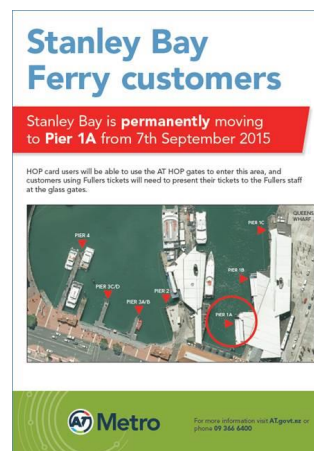 Stanley Bay
Ferry customers
Stanley Bay is permanently moving
to Pier 1A from 7th September 2015
HOP card users will be able to use the AT HOP gates to enter this area, and
customers using Fullers tickets will need to present their tickets to the Fullers staff
at the glass gates.
QUEENS
WHARF
PIER 1C
PIER 4
PIER 1B
PIER 3C/D
PIER 2
PIER 3A/B
PIER 1A
AT Metro
For more information visit AT.govt.nz or
phone 09 366 6400